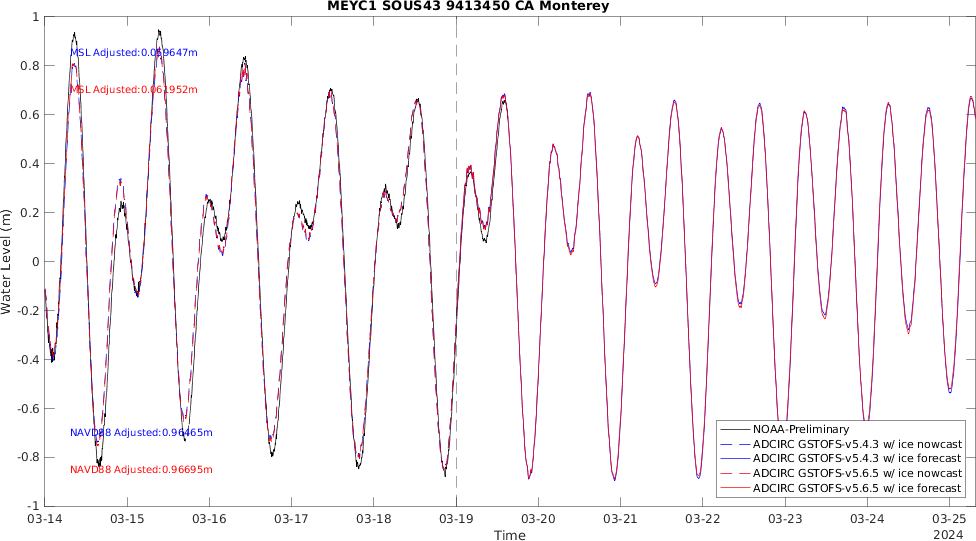 MEYC1 SOUS43 9413450 CA Monterey
Water Level (m)
1
0.8
0.6
0.4
0.2
0
-0.2
-0.4
-0.6
-0.8
-1
MSL Adjusted:0.059647m
MSL Adjusted:0.061952m
NAVD88 Adjusted:0.96465m
NAVD88 Adjusted:0.96695m
NOAA-Preliminary
ADCIRC GSTOFS-v5.4.3 w/ ice nowcast
ADCIRC GSTOFS-v5.4.3 w/ ice forecast
ADCIRC GSTOFS-v5.6.5 w/ ice nowcast
ADCIRC GSTOFS-v5.6.5 w/ ice forecast
03-14 03-15 03-16 03-17 03-18 03-19 03-20 03-21 03-22 03-23 03-24 03-25
Time
2024